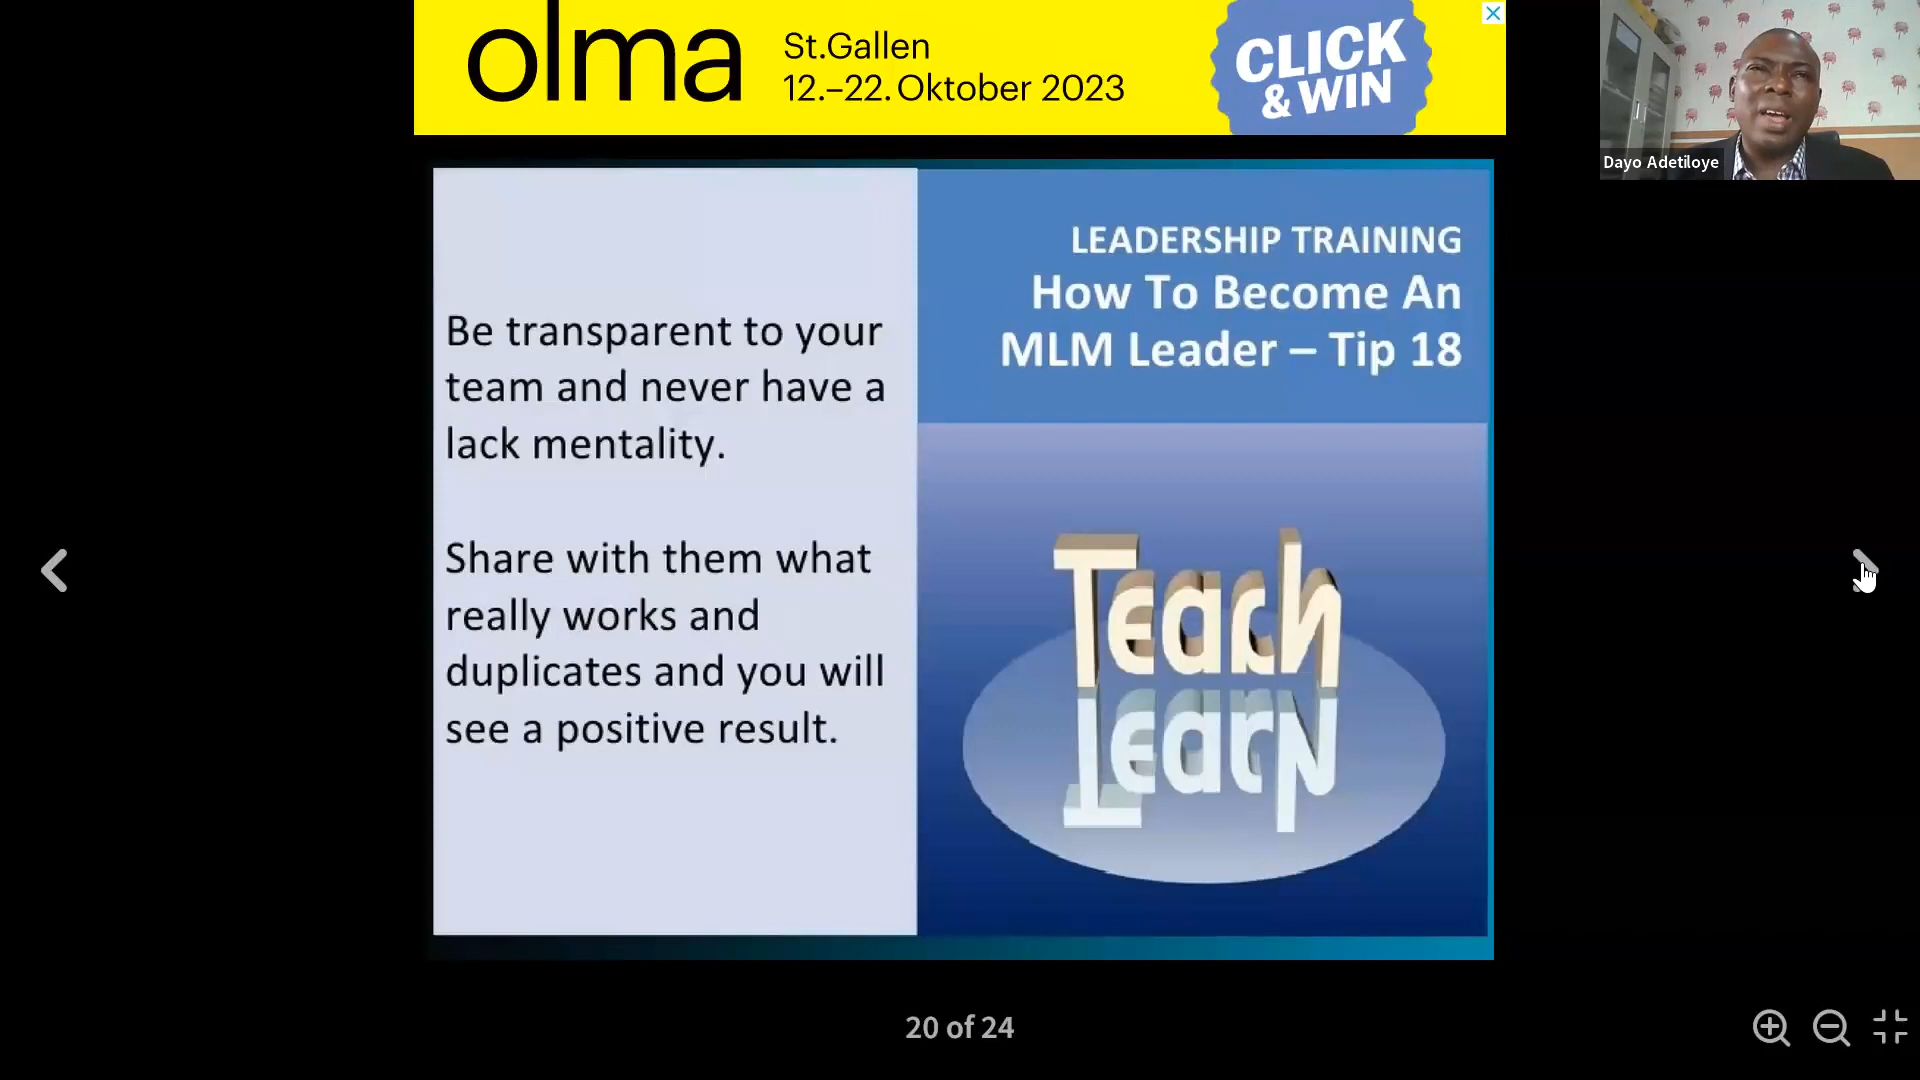 olma
St.Gallen
12.–22. Oktober 2023
CLICK
& WIN
Dayo Adetiloye
LEADERSHIP TRAINING
How To Become An
MLM Leader – Tip 18
Be transparent to your
team and never have a
lack mentality.
Share with them what
really works and
duplicates and you will
see a positive result.
Teach
Learn
20 of 24